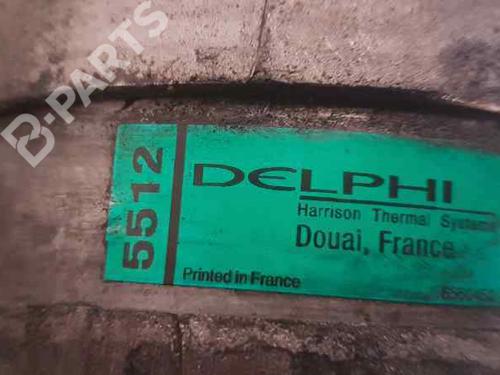 B-PARTS
5512
DELPHI
Harrison Thermal Systems
Douai, France
Printed in France